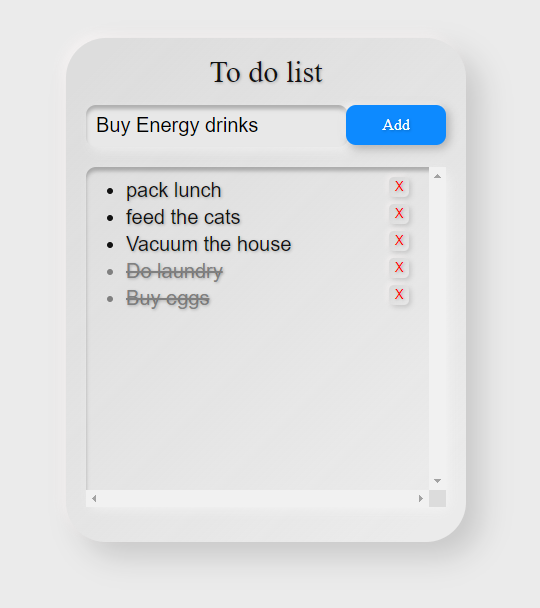 To do list
Buy Energy drinks Add
pack lunch X
feed the cats X
Vacuum the house X
Do laundry X
Buy eggs X